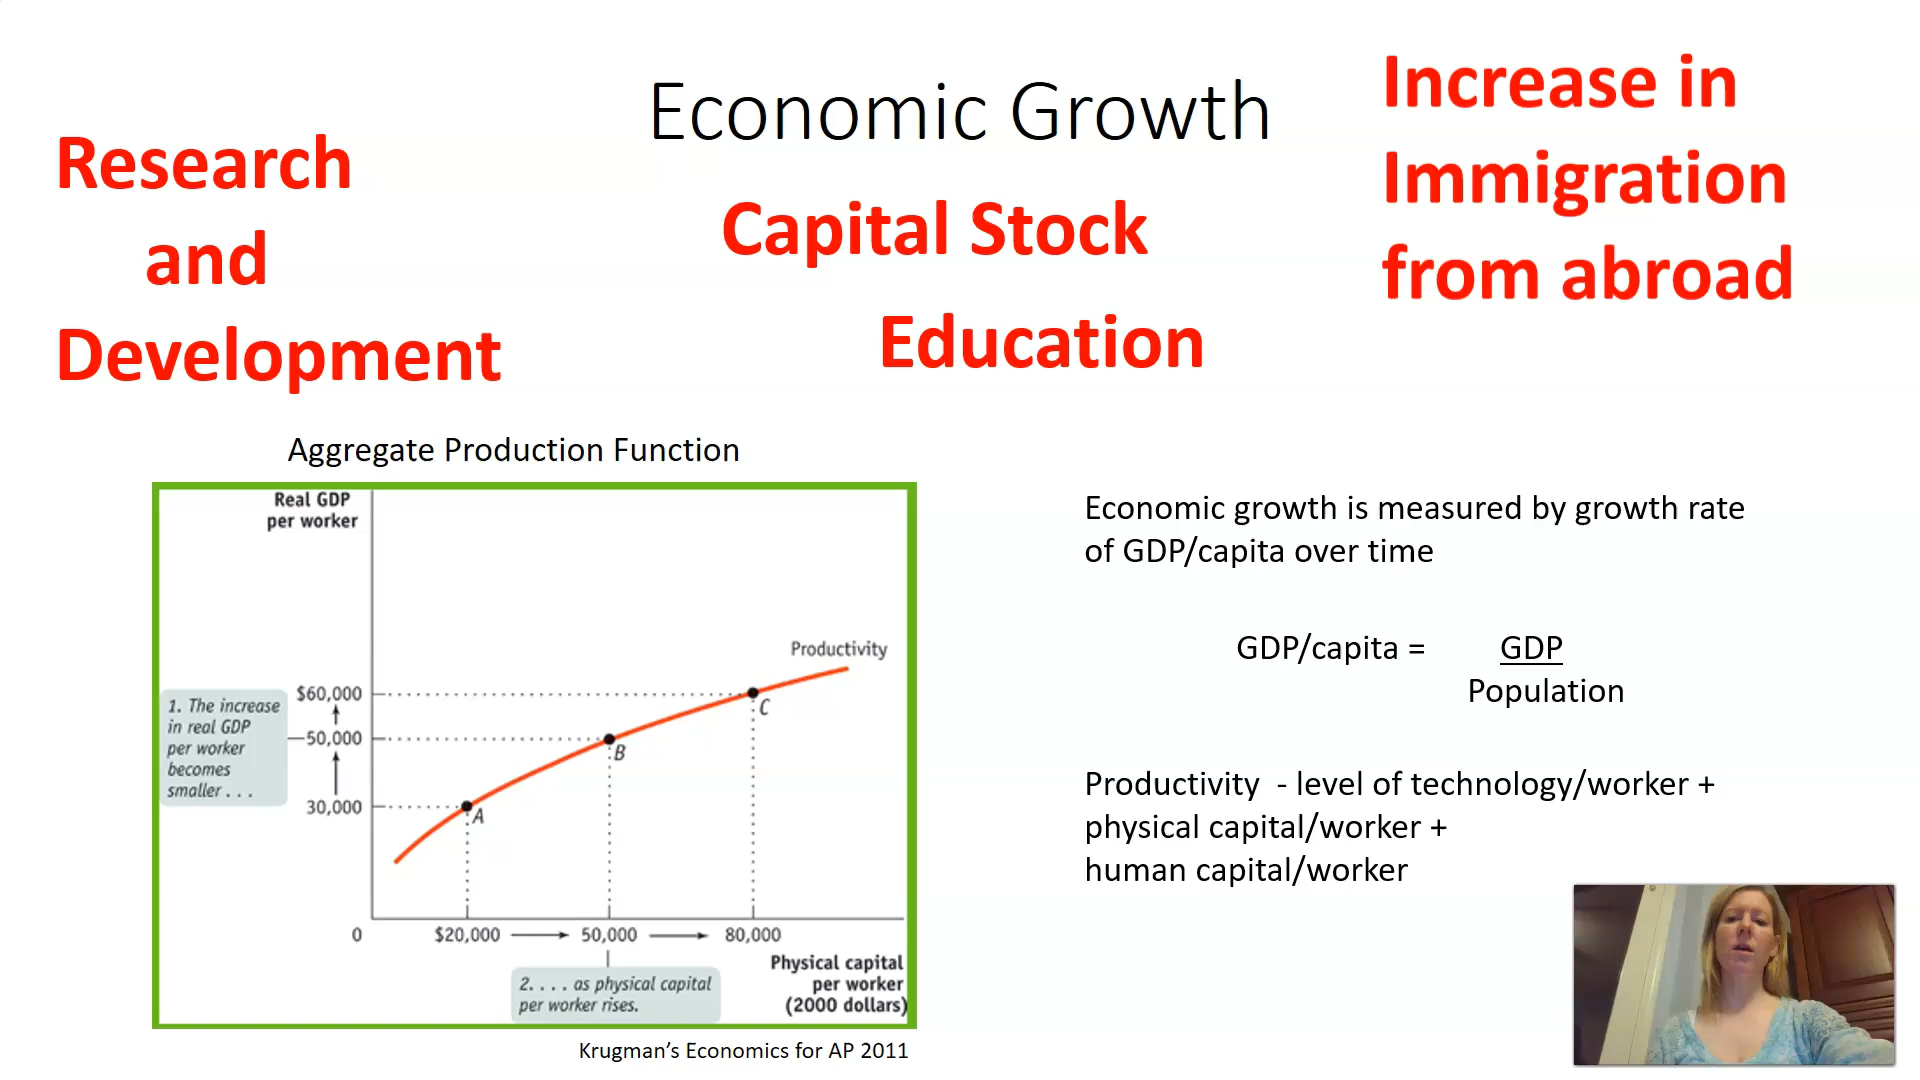 Economic Growth
Research
and
Development
Capital Stock
Education
Increase in
Immigration
from abroad
Aggregate Production Function
Real GDP
per worker
Productivity
$60,000
50,000
30,000
1. The increase
in real GDP
per worker
becomes
smaller . . .
A
B
C
0
$20,000
50,000
80,000
2. . . . as physical capital
per worker rises.
Physical capital
per worker
(2000 dollars)
Krugman’s Economics for AP 2011
Economic growth is measured by growth rate
of GDP/capita over time
GDP/capita = GDP
Population
Productivity - level of technology/worker +
physical capital/worker +
human capital/worker